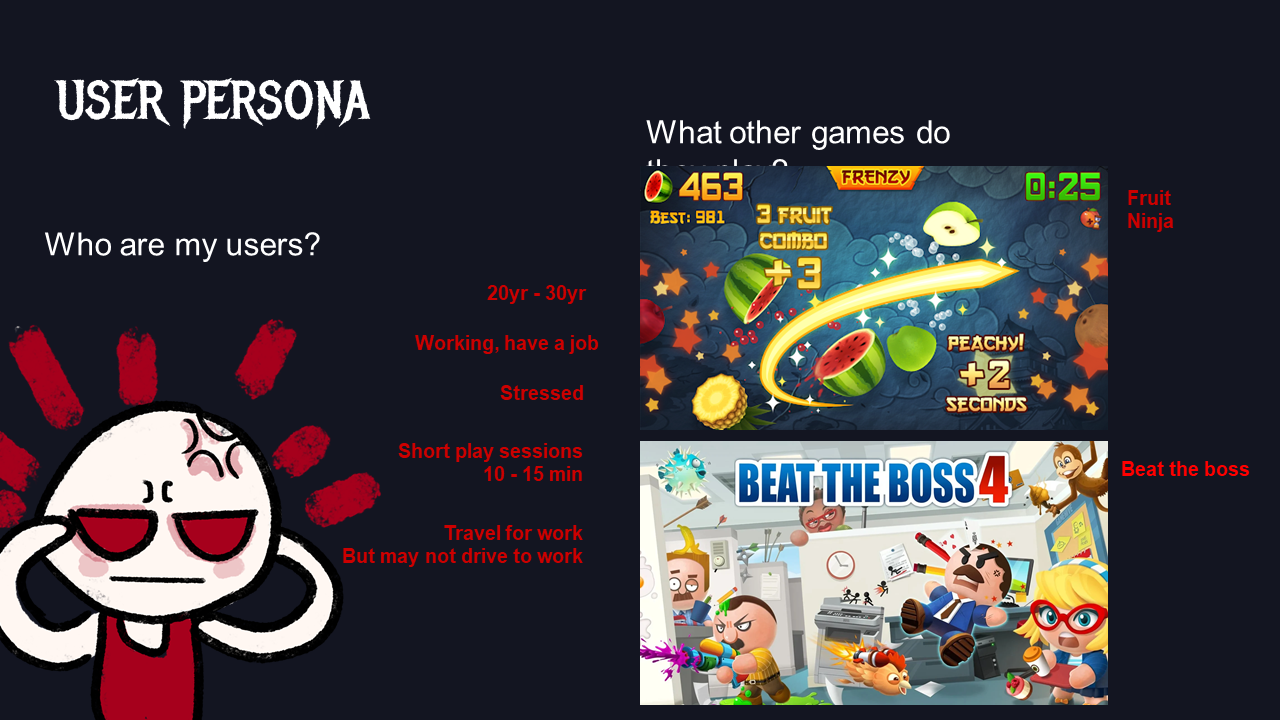 USER PERSONA
Who are my users?
20yr - 30yr
Working, have a job
Stressed
Short play sessions
10 - 15 min
Travel for work
But may not drive to work
What other games do
they play?
463
BEST: 981
FRENZY
0:25
3 FRUIT
COMBO
+3
PEACHY!
+2
SECONDS
Fruit
Ninja
BEAT THE BOSS 4
Beat the boss